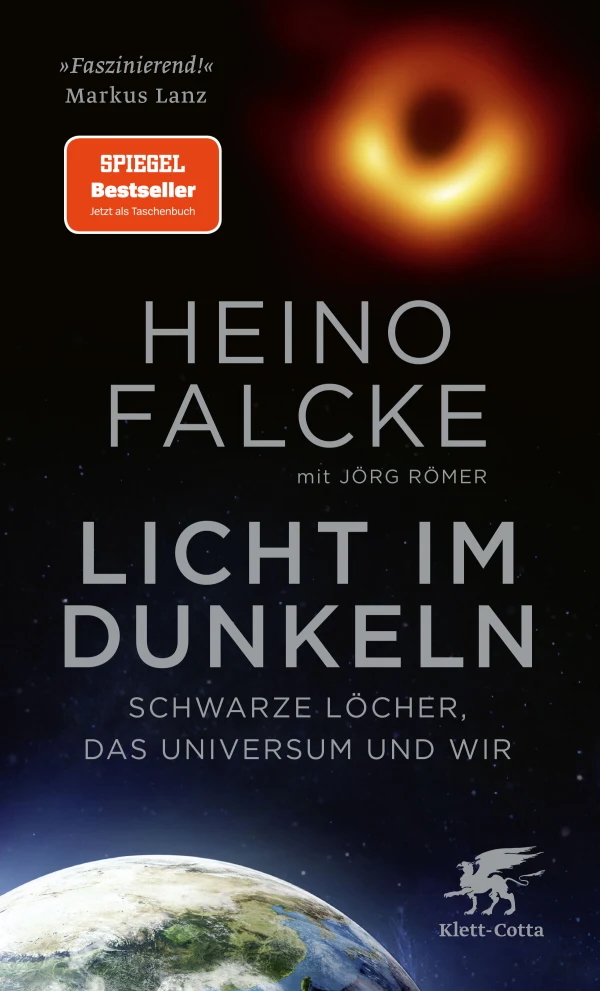 »Faszinierend!«
Markus Lanz
SPIEGEL
Bestseller
Jetzt als Taschenbuch
HEINO
FALCKE
mit JÖRG RÖMER
LICHT IM
DUNKELN
SCHWARZE LÖCHER,
DAS UNIVERSUM UND WIR
Klett-Cotta